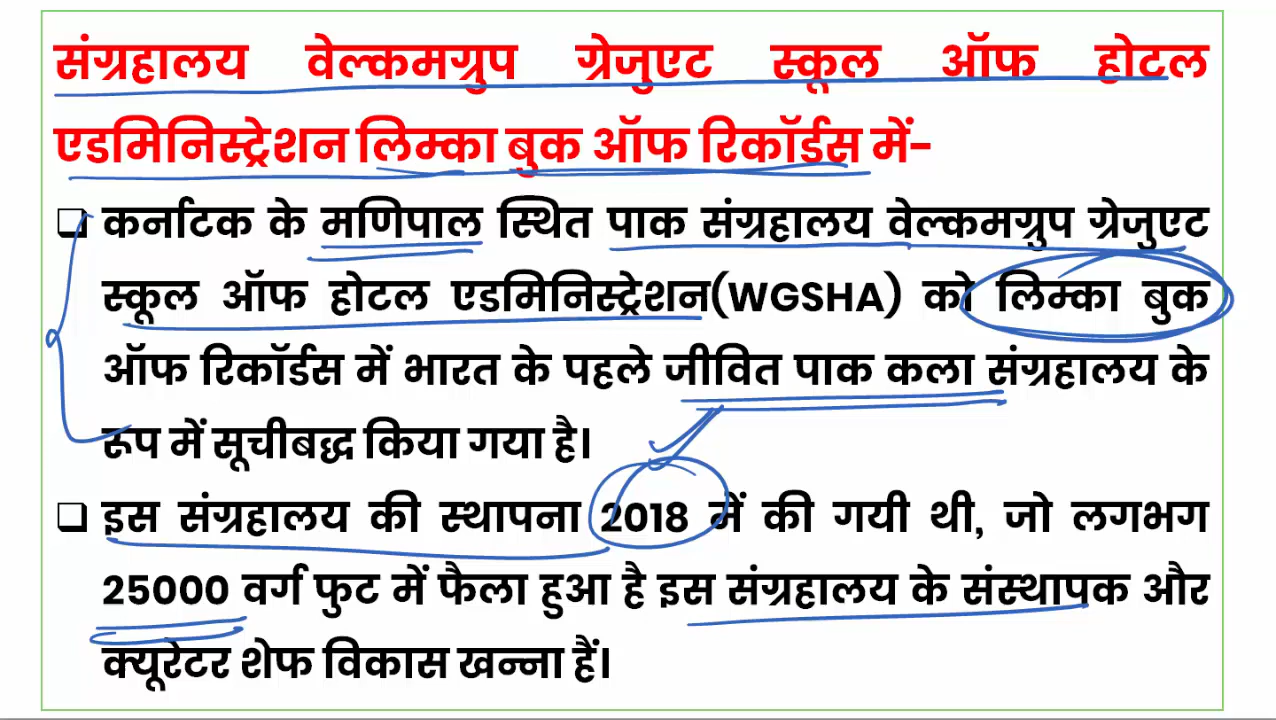 संग्रहालय वेल्कमग्रुप ग्रेजुएट स्कूल ऑफ होटल
एडमिनिस्ट्रेशन लिम्का बुक ऑफ रिकॉर्डस में-
❑ कर्नाटक के मणिपाल स्थित पाक संग्रहालय वेल्कमग्रुप ग्रेजुएट
स्कूल ऑफ होटल एडमिनिस्ट्रेशन(WGSHA) को लिम्का बुक
ऑफ रिकॉर्डस में भारत के पहले जीवित पाक कला संग्रहालय के
रूप में सूचीबद्ध किया गया है।
❑ इस संग्रहालय की स्थापना 2018 में की गयी थी, जो लगभग
25000 वर्ग फुट में फैला हुआ है इस संग्रहालय के संस्थापक और
क्यूरेटर शेफ विकास खन्ना हैं।